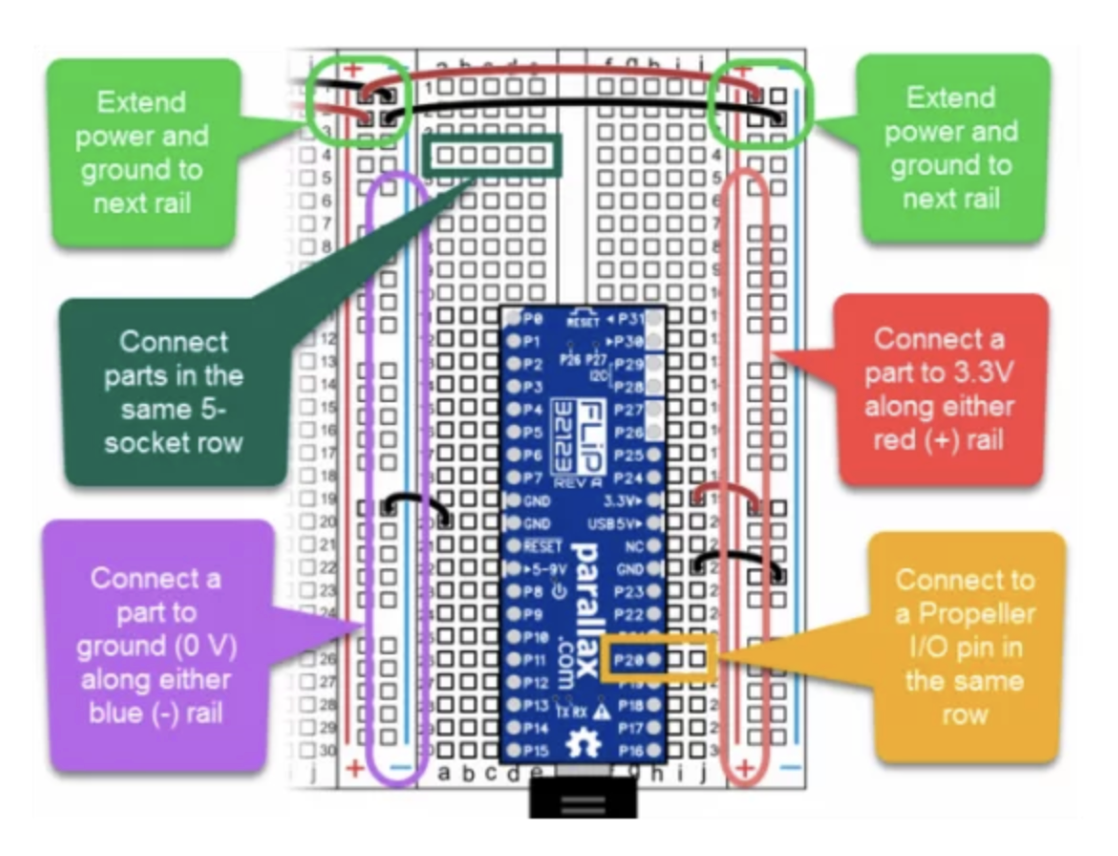 Extend
power and
ground to
next rail
Extend
power and
ground to
next rail
Connect
parts in the
same 5-
socket row
Connect a
part to 3.3V
along either
red (+) rail
Connect a
part to
ground (0 V)
along either
blue (-) rail
Connect to
a Propeller
I/O pin in
the same
row
+ −
a b c d e
f g h i j
+ −
P0
P1
P2
P3
P4
P5
P6
P7
GND
GND
RESET
▸5-9V
P8
P9
P10
P11
P12
P13
P14
P15
RESET
P26 P27
I2C
FLiP
32123
REV A
parallax
.com
TX RX
◂P31
▸P30
P29
P28
P27
P26
P25
P24
3.3V▸
USB5V▸
NC
GND
P23
P22
P20
P19
P18
P17
P16
j
+ −
a b c d e
f g h i j
+ −